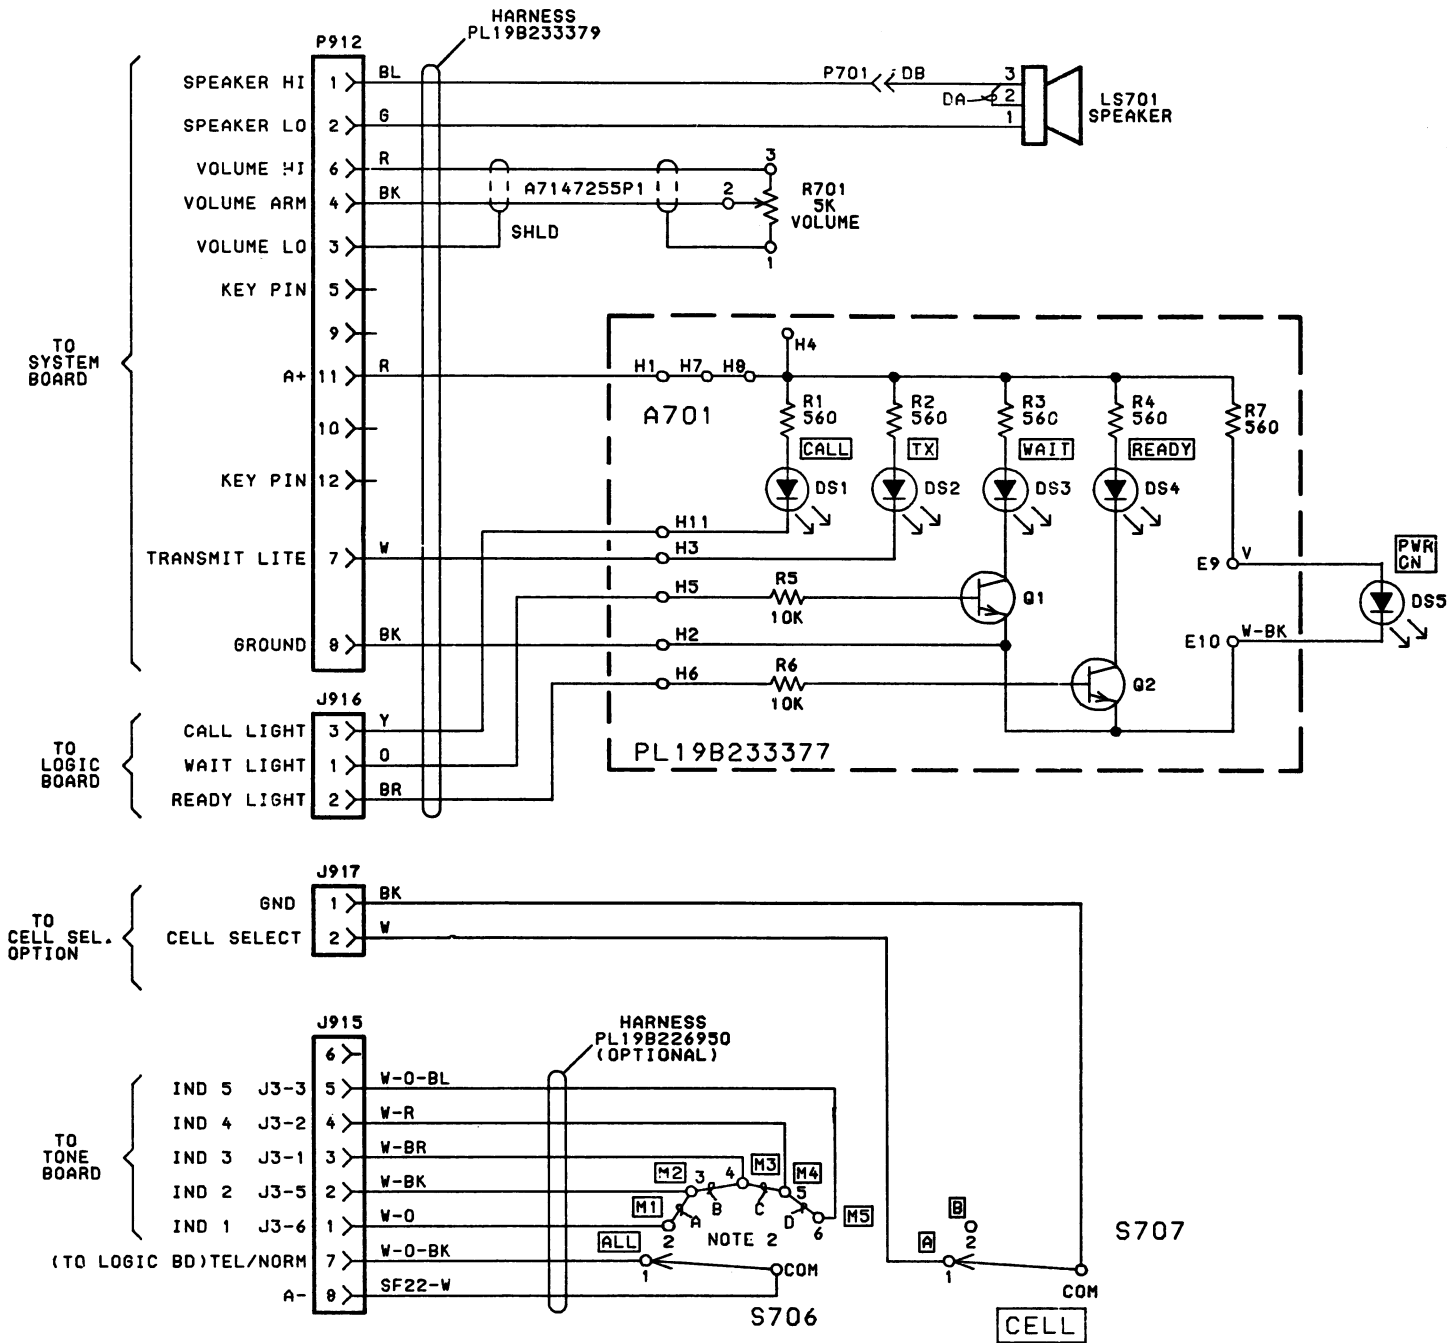 HARNESS
PL19B233379
P912
SPEAKER HI 1 BL P701 DB 3
DA 2
SPEAKER LO 2 G 1
LS701
SPEAKER
VOLUME HI 6 R 3
VOLUME ARM 4 BK A7147255P1 2
R701
5K
VOLUME
VOLUME LO 3 SHLD 1
KEY PIN 5
9
TO
SYSTEM
BOARD
A+ 11 R H1 H7 H8 H4
A701
R1
560
R2
560
R3
560
R4
560
R7
560
10
CALL TX WAIT READY
KEY PIN 12
DS1 DS2 DS3 DS4
H11
TRANSMIT LITE 7 W H3
E9 V
PWR
ON
DS5
H5 R5
10K
Q1
GROUND 8 BK H2
E10 W-BK
H6 R6
10K
Q2
PL19B233377
J916
TO
LOGIC
BOARD
CALL LIGHT 3 Y
WAIT LIGHT 1 O
READY LIGHT 2 BR
J917
TO
CELL SEL.
OPTION
GND 1 BK
CELL SELECT 2 W
J915
HARNESS
PL19B226950
(OPTIONAL)
6
TO
TONE
BOARD
IND 5 J3-3 5 W-O-BL
IND 4 J3-2 4 W-R
IND 3 J3-1 3 W-BR
IND 2 J3-5 2 W-BK
IND 1 J3-6 1 W-O
(TO LOGIC BD)TEL/NORM 7 W-O-BK
A- 8 SF22-W
M2 3 4 M3 M4
5
M1 A B C D 6 M5
2 NOTE 2
ALL
1 COM
S706
B
2
A
1
COM
S707
CELL